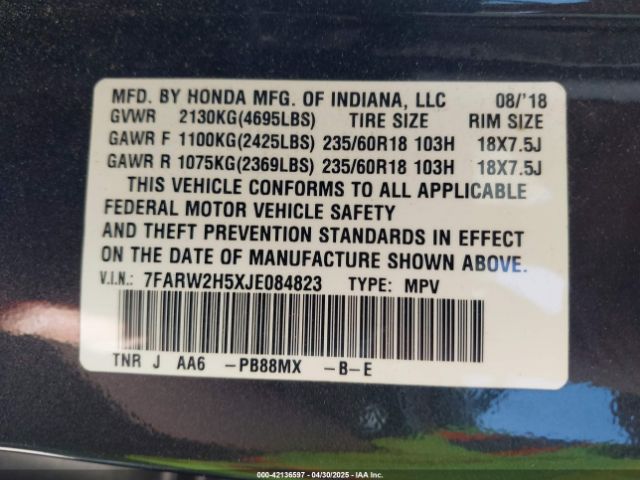 MFD. BY HONDA MFG. OF INDIANA, LLC 08/'18
GVWR 2130KG(4695LBS) TIRE SIZE RIM SIZE
GAWR F 1100KG(2425LBS) 235/60R18 103H 18X7.5J
GAWR R 1075KG(2369LBS) 235/60R18 103H 18X7.5J
THIS VEHICLE CONFORMS TO ALL APPLICABLE
FEDERAL MOTOR VEHICLE SAFETY
AND THEFT PREVENTION STANDARDS IN EFFECT
ON THE DATE OF MANUFACTURE SHOWN ABOVE.
V.I.N.: 7FARW2H5XJE084823 TYPE: MPV
TNR J AA6 -PB88MX -B-E
000-42136597 - 04/30/2025 - IAA Inc.